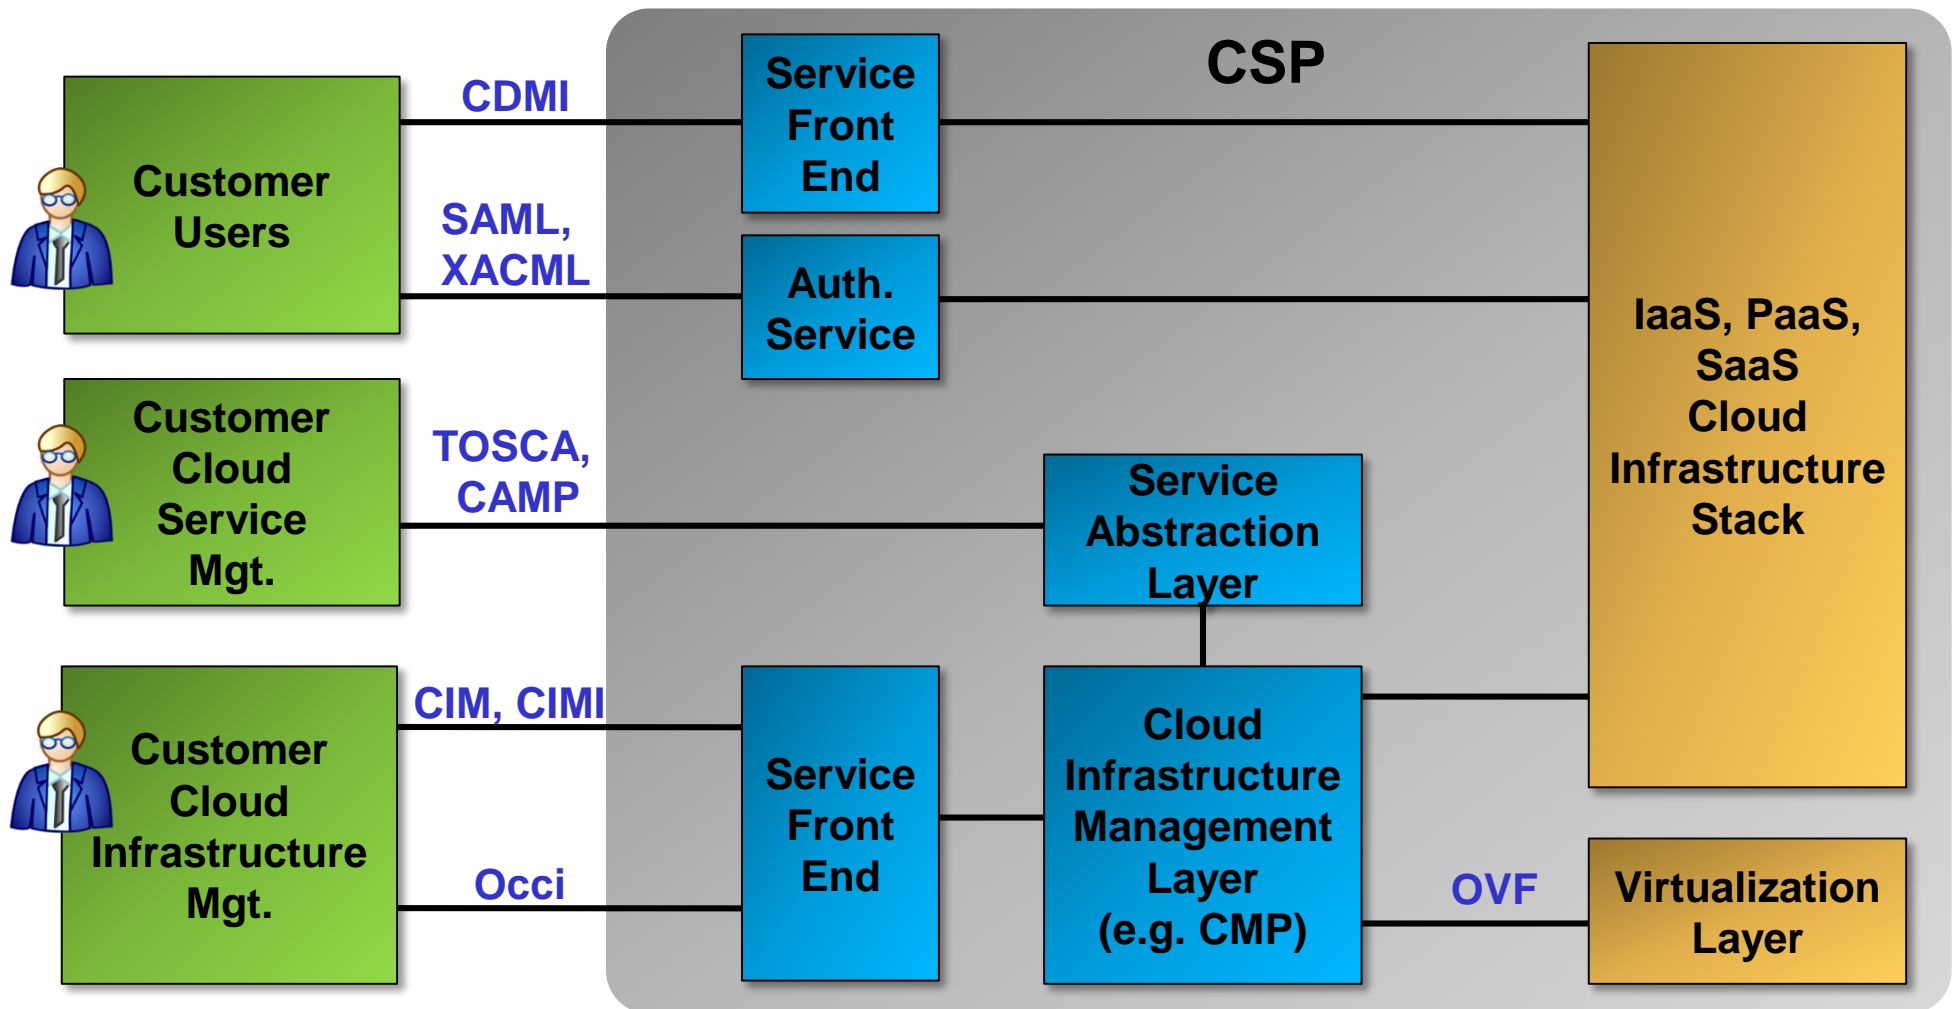 CSP
Customer
Users
CDMI
SAML,
XACML
Service
Front
End
Auth.
Service
IaaS, PaaS,
SaaS
Cloud
Infrastructure
Stack
Customer
Cloud
Service
Mgt.
TOSCA,
CAMP
Service
Abstraction
Layer
Customer
Cloud
Infrastructure
Mgt.
CIM, CIMI
Occi
Service
Front
End
Cloud
Infrastructure
Management
Layer
(e.g. CMP)
OVF
Virtualization
Layer